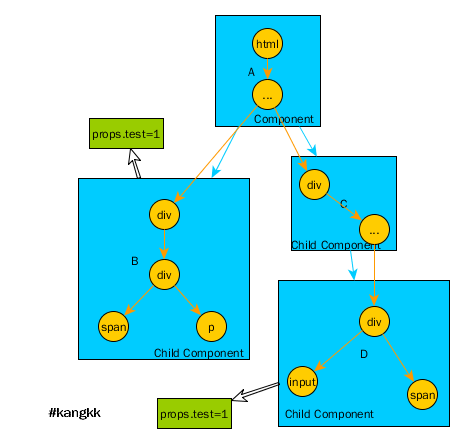 html
A
...
Component
props.test=1
div
C
...
Child Component
div
B
div
span
p
Child Component
div
D
input
span
Child Component
props.test=1
#kangkk